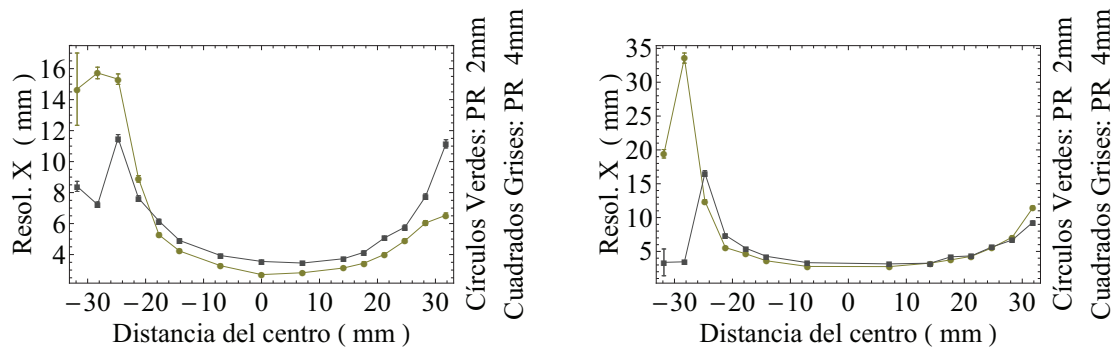 Resol. X ( mm )
16
14
12
10
8
6
4
−30 −20 −10 0 10 20 30
Distancia del centro ( mm )
Círculos Verdes: PR 2mm
Cuadrados Grises: PR 4mm
Resol. X ( mm )
35
30
25
20
15
10
5
−30 −20 −10 0 10 20 30
Distancia del centro ( mm )
Círculos Verdes: PR 2mm
Cuadrados Grises: PR 4mm